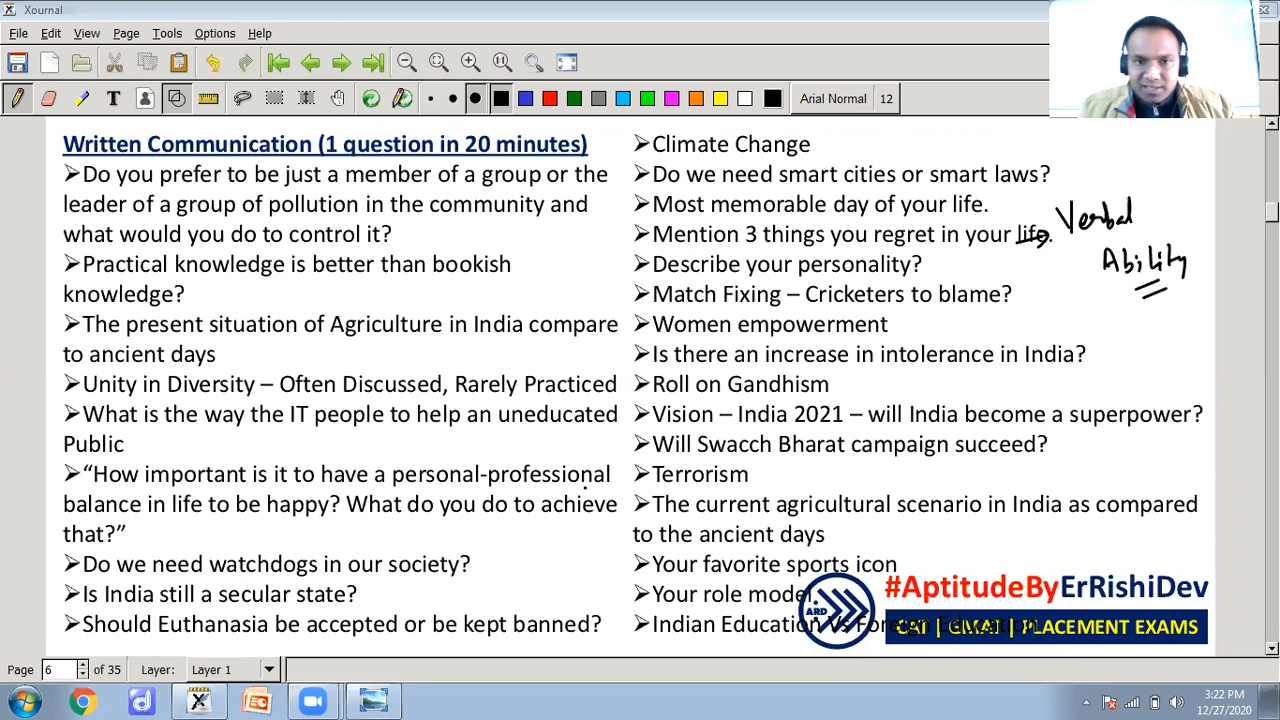 Xournal
File Edit View Page Tools Options Help
Arial Normal 12
Written Communication (1 question in 20 minutes)
➢Do you prefer to be just a member of a group or the
leader of a group of pollution in the community and
what would you do to control it?
➢Practical knowledge is better than bookish
knowledge?
➢The present situation of Agriculture in India compare
to ancient days
➢Unity in Diversity – Often Discussed, Rarely Practiced
➢What is the way the IT people to help an uneducated
Public
➢“How important is it to have a personal-professional
balance in life to be happy? What do you do to achieve
that?”
➢Do we need watchdogs in our society?
➢Is India still a secular state?
➢Should Euthanasia be accepted or be kept banned?
➢Climate Change
➢Do we need smart cities or smart laws?
➢Most memorable day of your life.
➢Mention 3 things you regret in your life.
➢Describe your personality?
➢Match Fixing – Cricketers to blame?
➢Women empowerment
➢Is there an increase in intolerance in India?
➢Roll on Gandhism
➢Vision – India 2021 – will India become a superpower?
➢Will Swacch Bharat campaign succeed?
➢Terrorism
➢The current agricultural scenario in India as compared
to the ancient days
➢Your favorite sports icon
➢Your role model.
➢Indian Education Vs Foreign Education
Verbal
Ability
ARD
#AptitudeByErRishiDev
CAT | CMAT | PLACEMENT EXAMS
Page 6 of 35 Layer: Layer 1
3:22 PM
12/27/2020